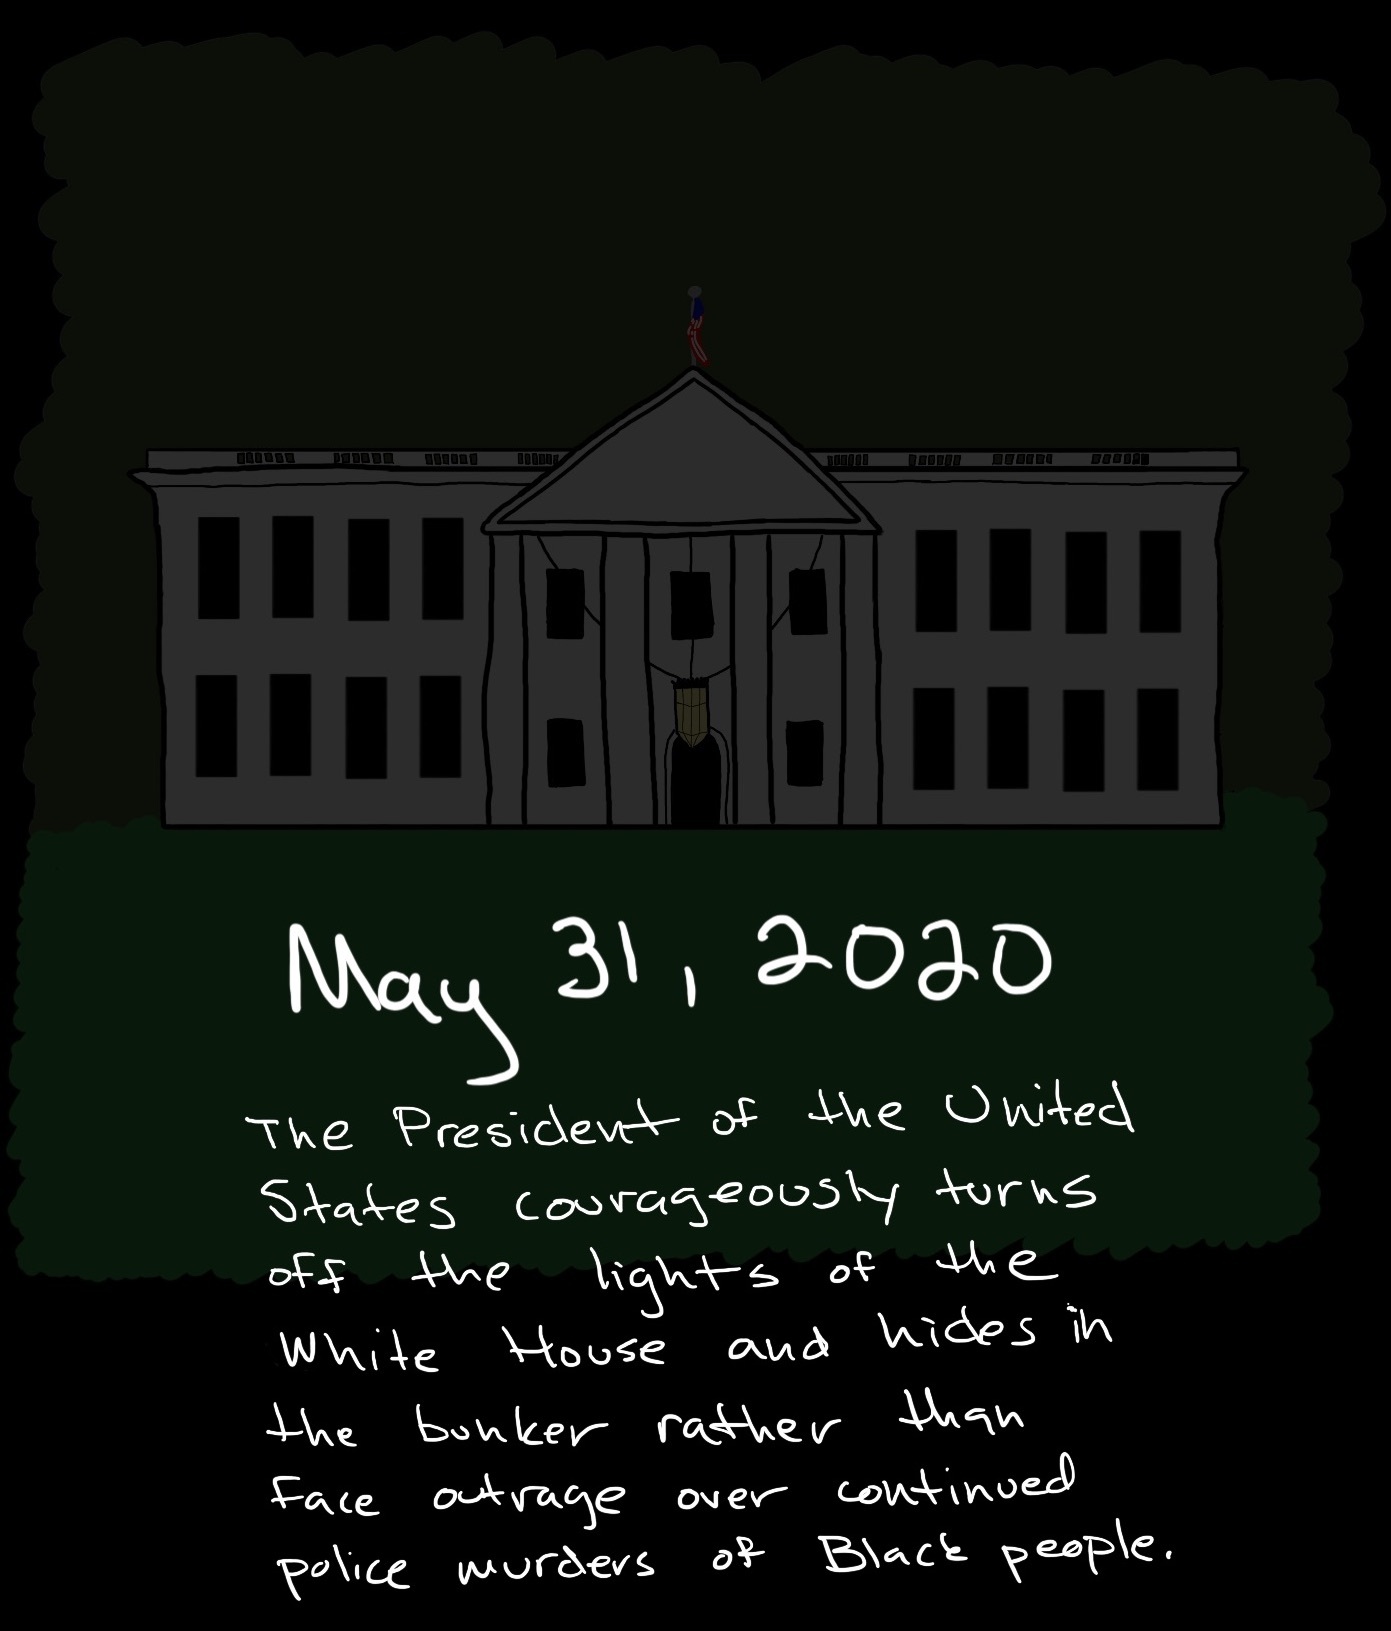 May 31, 2020
The President of the United
States courageously turns
off the lights of the
White House and hides in
the bunker rather than
face outrage over continued
police murders of Black people.